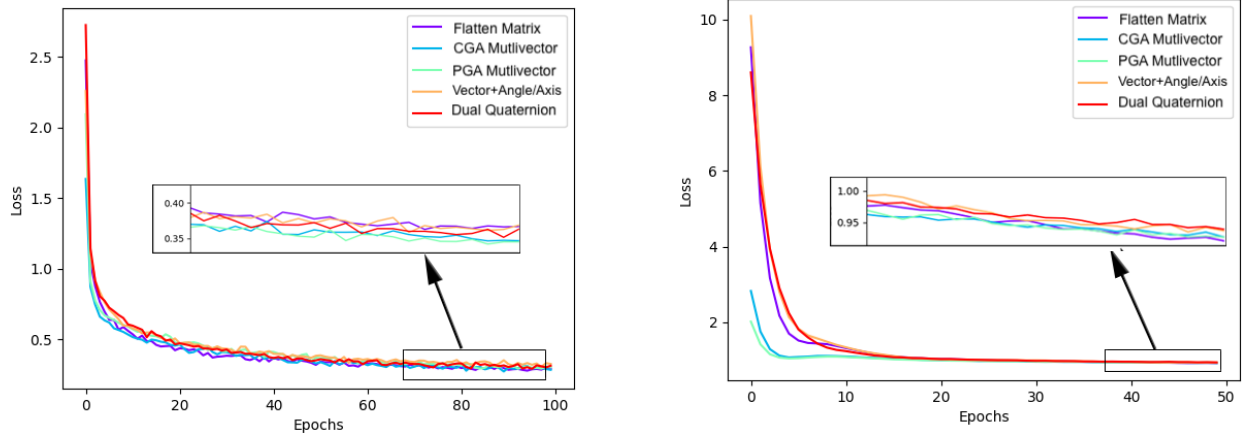 2.5
2.0
1.5
1.0
0.5
Loss
0
20
40
60
80
100
Epochs
Flatten Matrix
CGA Mutlivector
PGA Mutlivector
Vector+Angle/Axis
Dual Quaternion
0.40
0.35
10
8
6
4
2
Loss
0
10
20
30
40
50
Epochs
Flatten Matrix
CGA Mutlivector
PGA Mutlivector
Vector+Angle/Axis
Dual Quaternion
1.00
0.95